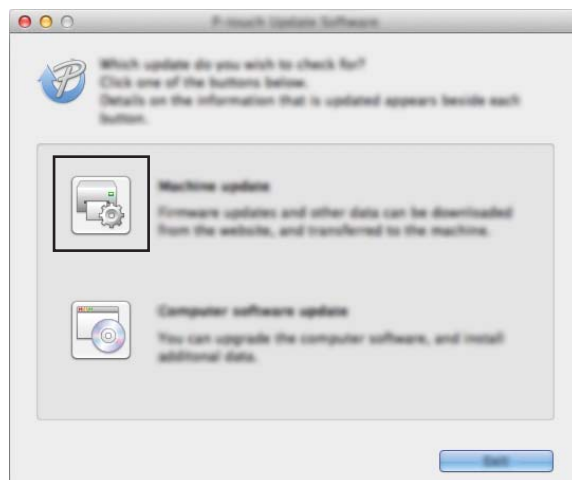 P-touch Update Software
Which update do you wish to check for?
Click one of the buttons below.
Details on the information that is updated appears beside each
button.
Machine update
Firmware updates and other data can be downloaded
from the website, and transferred to the machine.
Computer software update
You can upgrade the computer software, and install
additonal data.
Exit